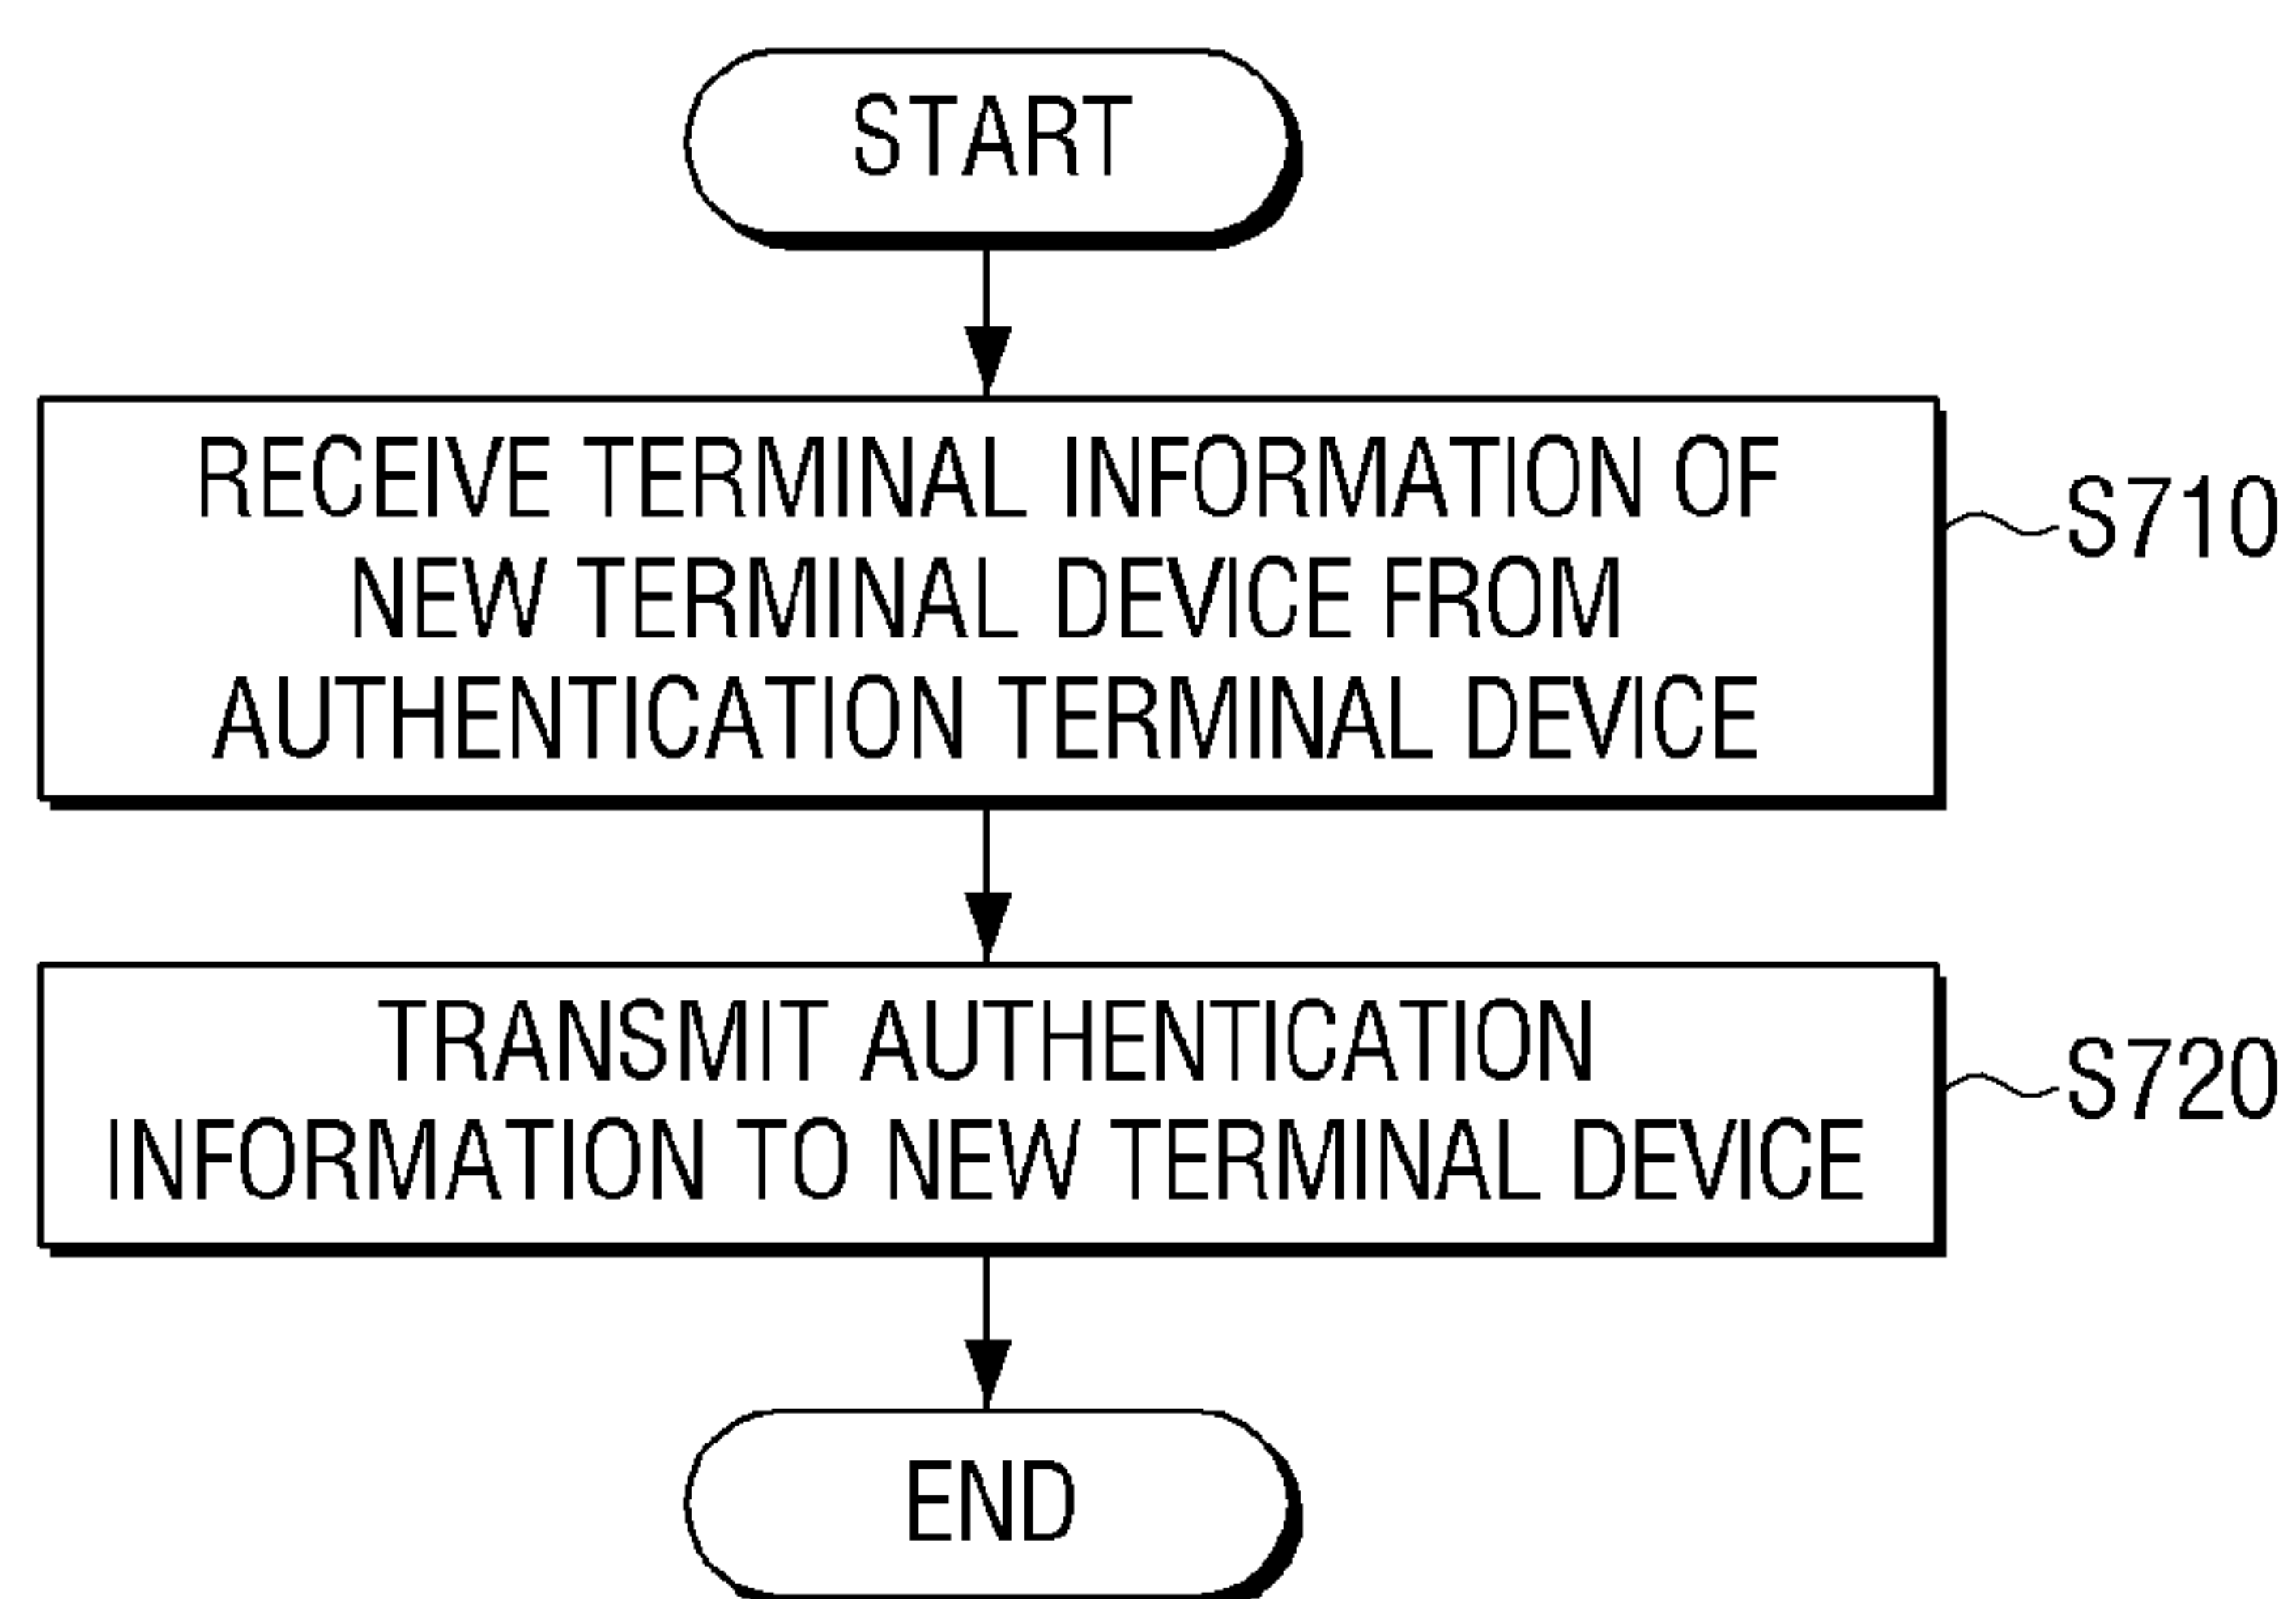 START
RECEIVE TERMINAL INFORMATION OF
NEW TERMINAL DEVICE FROM
AUTHENTICATION TERMINAL DEVICE
S710
TRANSMIT AUTHENTICATION
INFORMATION TO NEW TERMINAL DEVICE
S720
END